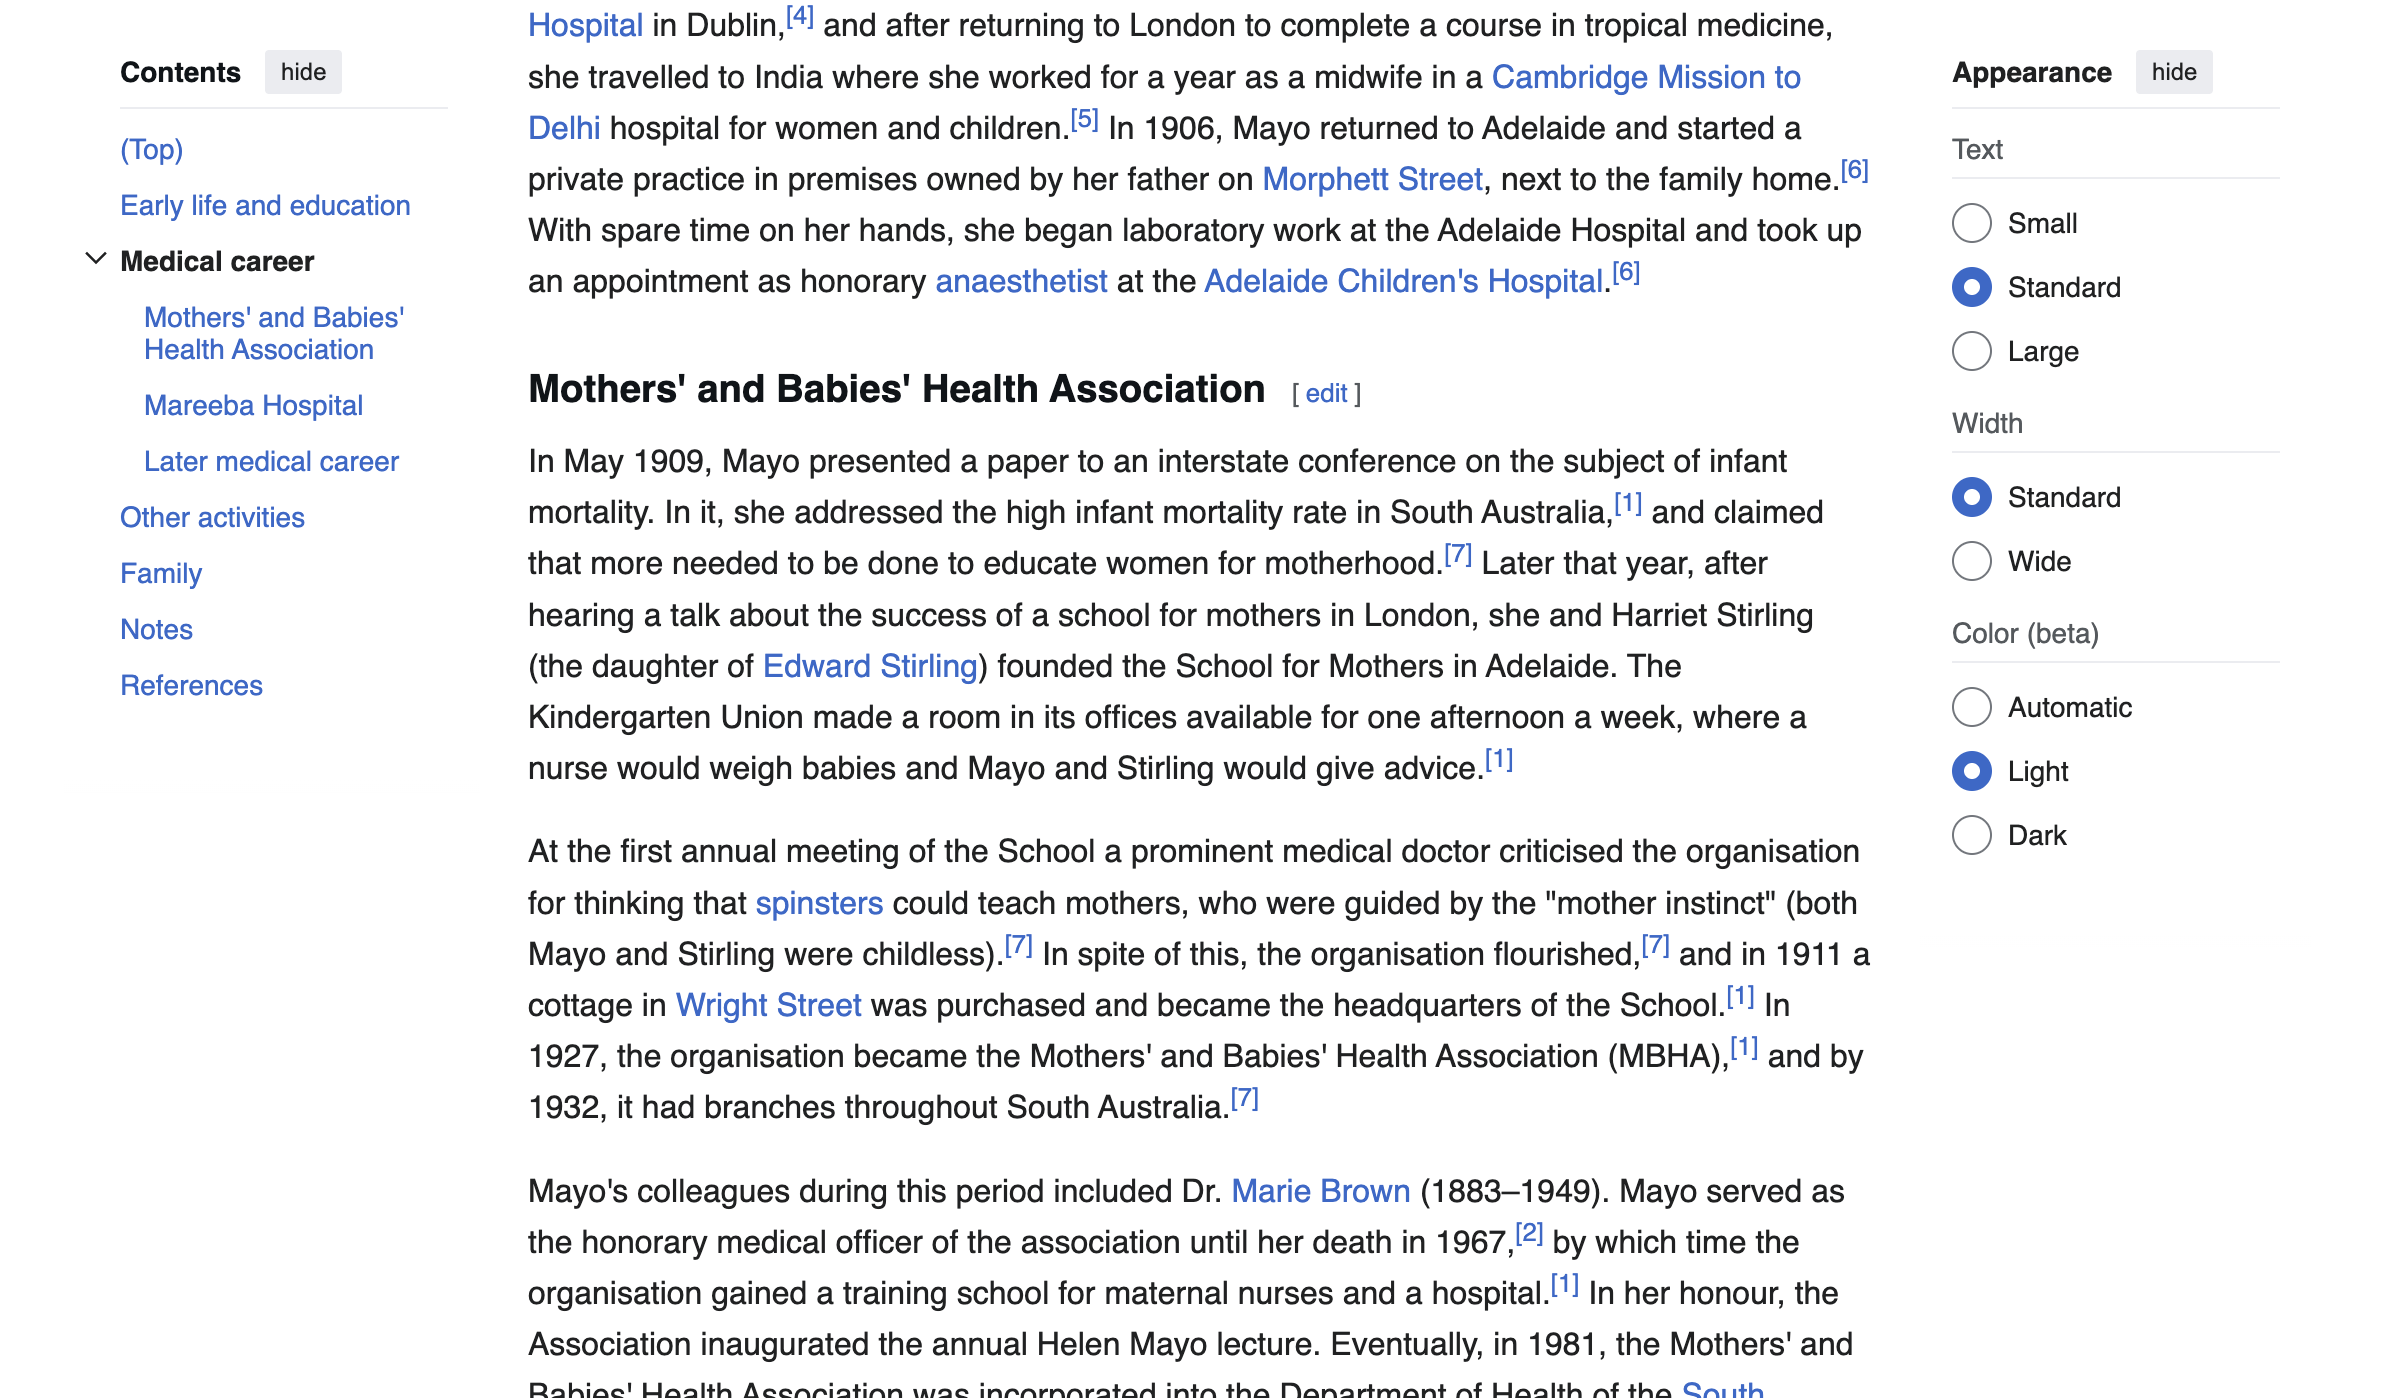 Contents hide
(Top)
Early life and education
Medical career
Mothers' and Babies'
Health Association
Mareeba Hospital
Later medical career
Other activities
Family
Notes
References
Hospital in Dublin,[4] and after returning to London to complete a course in tropical medicine,
she travelled to India where she worked for a year as a midwife in a Cambridge Mission to
Delhi hospital for women and children.[5] In 1906, Mayo returned to Adelaide and started a
private practice in premises owned by her father on Morphett Street, next to the family home.[6]
With spare time on her hands, she began laboratory work at the Adelaide Hospital and took up
an appointment as honorary anaesthetist at the Adelaide Children's Hospital.[6]
Mothers' and Babies' Health Association [ edit ]
In May 1909, Mayo presented a paper to an interstate conference on the subject of infant
mortality. In it, she addressed the high infant mortality rate in South Australia,[1] and claimed
that more needed to be done to educate women for motherhood.[7] Later that year, after
hearing a talk about the success of a school for mothers in London, she and Harriet Stirling
(the daughter of Edward Stirling) founded the School for Mothers in Adelaide. The
Kindergarten Union made a room in its offices available for one afternoon a week, where a
nurse would weigh babies and Mayo and Stirling would give advice.[1]
At the first annual meeting of the School a prominent medical doctor criticised the organisation
for thinking that spinsters could teach mothers, who were guided by the "mother instinct" (both
Mayo and Stirling were childless).[7] In spite of this, the organisation flourished,[7] and in 1911 a
cottage in Wright Street was purchased and became the headquarters of the School.[1] In
1927, the organisation became the Mothers' and Babies' Health Association (MBHA),[1] and by
1932, it had branches throughout South Australia.[7]
Mayo's colleagues during this period included Dr. Marie Brown (1883–1949). Mayo served as
the honorary medical officer of the association until her death in 1967,[2] by which time the
organisation gained a training school for maternal nurses and a hospital.[1] In her honour, the
Association inaugurated the annual Helen Mayo lecture. Eventually, in 1981, the Mothers' and
Babies' Health Association was incorporated into the Department of Health of the South
Appearance hide
Text
Small
Standard
Large
Width
Standard
Wide
Color (beta)
Automatic
Light
Dark